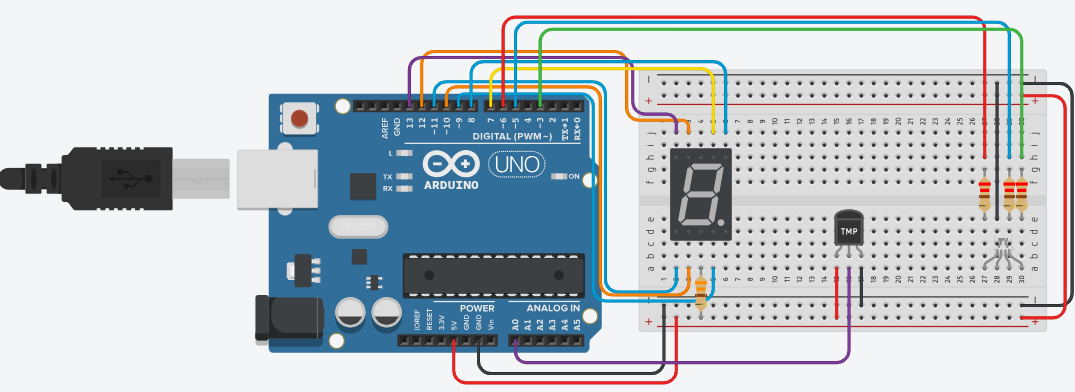 AREF
GND
13
12
~11
~10
~9
8
7
~6
~5
4
~3
2
TX→1
RX←0
DIGITAL (PWM~)
L
TX
RX
ARDUINO
UNO
ON
IOREF
RESET
3.3V
5V
GND
GND
Vin
POWER
ANALOG IN
A0
A1
A2
A3
A4
A5
TMP
j
i
h
g
f
e
d
c
b
a